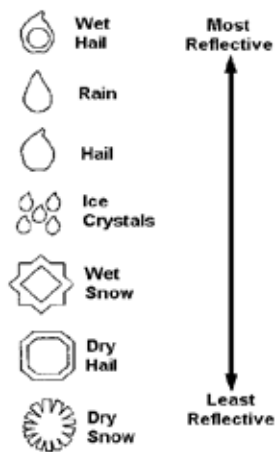 Wet
Hail
Most
Reflective
Rain
Hail
Ice
Crystals
Wet
Snow
Dry
Hail
Dry
Snow
Least
Reflective